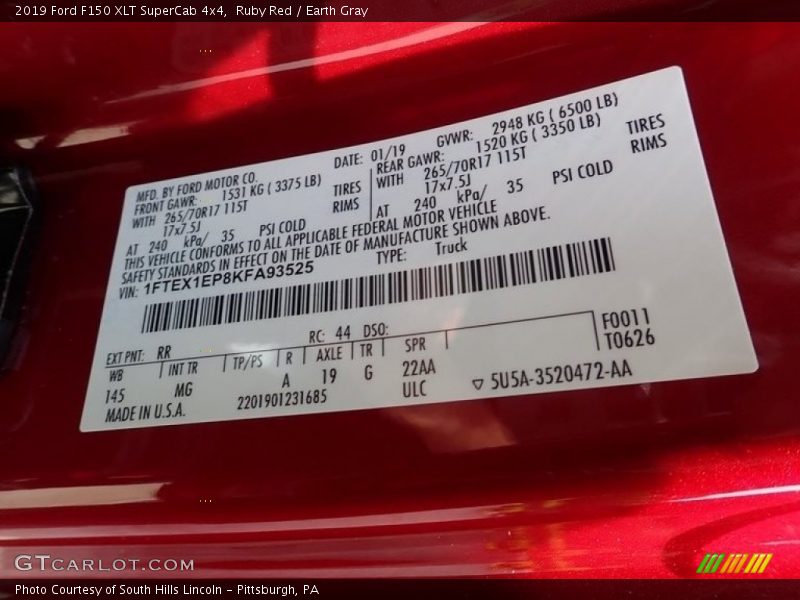 2019 Ford F150 XLT SuperCab 4x4,  Ruby Red / Earth Gray
MFD. BY FORD MOTOR CO.
DATE: 01/19 GVWR: 2948 KG ( 6500 LB)
FRONT GAWR: 1531 KG ( 3375 LB)
REAR GAWR: 1520 KG ( 3350 LB)
WITH 265/70R17 115T TIRES
WITH 265/70R17 115T TIRES
17x7.5J RIMS
17x7.5J RIMS
AT 240 kPa/ 35 PSI COLD
AT 240 kPa/ 35 PSI COLD
THIS VEHICLE CONFORMS TO ALL APPLICABLE FEDERAL MOTOR VEHICLE
SAFETY STANDARDS IN EFFECT ON THE DATE OF MANUFACTURE SHOWN ABOVE.
VIN: 1FTEX1EP8KFA93525 TYPE: Truck
EXT PNT: RR RC: 44 DSO:
F0011
T0626
WB INT TR TP/PS R AXLE TR SPR
145 MG A 19 G 22AA
MADE IN U.S.A. 2201901231685 ULC ▽ 5U5A-3520472-AA
GTCARLOT.COM
Photo Courtesy of South Hills Lincoln – Pittsburgh, PA